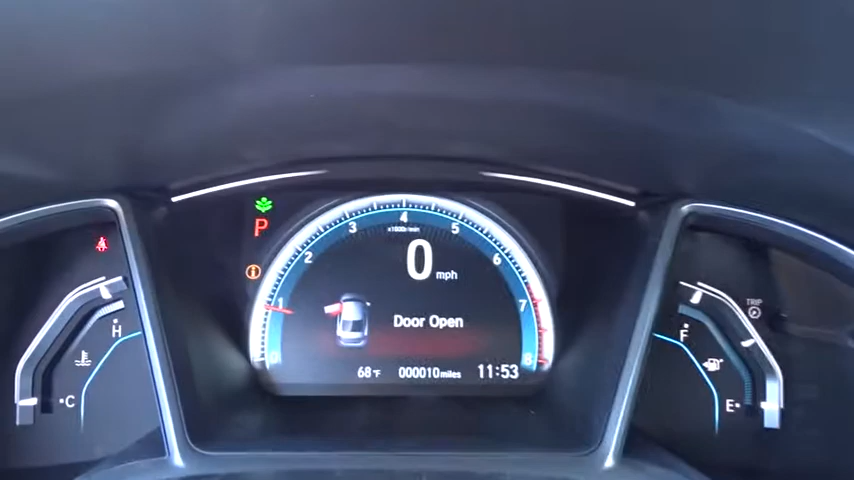 4
3 5
x1000r/min
2 6
1 7
0 8
P
0 mph
Door Open
68°F 000010miles 11:53
H
C
TRIP
F
E